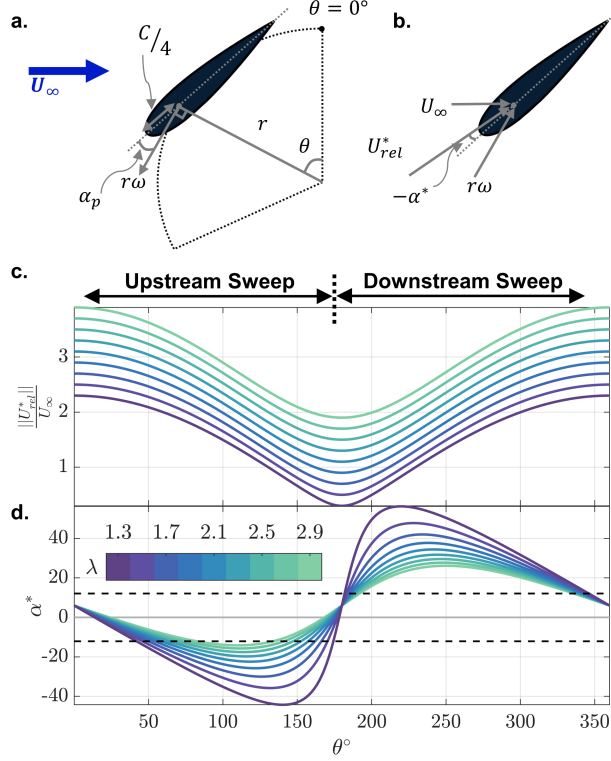 a.
θ = 0°
b.
C/4
U∞
r
θ
αp
rω
U∞
U*rel
−α*
rω
c.
Upstream Sweep
Downstream Sweep
||U*rel||
U∞
3
2
1
d.
1.3 1.7 2.1 2.5 2.9
λ
α*
40
20
0
-20
-40
50 100 150 200 250 300 350
θ°